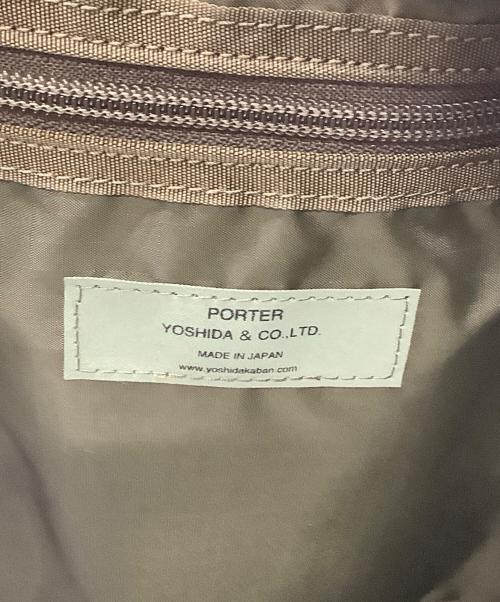 PORTER
YOSHIDA & CO.,LTD.
MADE IN JAPAN
www.yoshidakaban.com